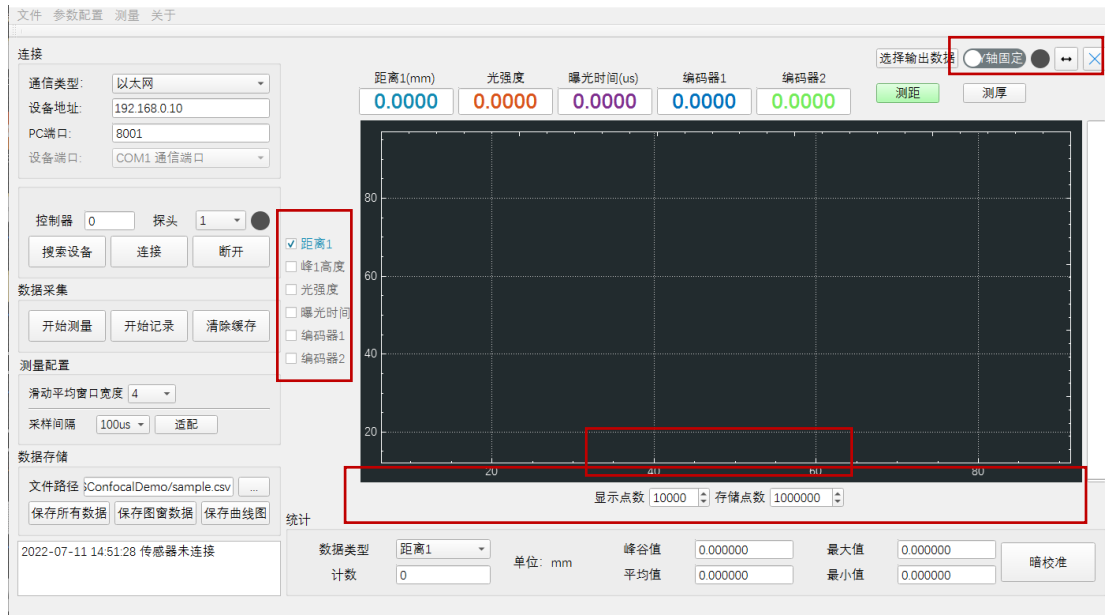 文件 参数配置 测量 关于
连接
通信类型: 以太网
设备地址: 192.168.0.10
PC端口: 8001
设备端口: COM1 通信端口
控制器 0 探头 1
搜索设备 连接 断开
数据采集
开始测量 开始记录 清除缓存
测量配置
滑动平均窗口宽度 4
采样间隔 100us 适配
数据存储
文件路径 ConfocalDemo/sample.csv ...
保存所有数据 保存图窗数据 保存曲线图
2022-07-11 14:51:28 传感器未连接
距离1
峰1高度
光强度
曝光时间
编码器1
编码器2
选择输出数据 轴固定
距离1(mm) 光强度 曝光时间(us) 编码器1 编码器2
0.0000 0.0000 0.0000 0.0000 0.0000
测距 测厚
80
60
40
20
20 40 60 80
显示点数 10000 存储点数 1000000
统计
数据类型 距离1 单位: mm 峰谷值 0.000000 最大值 0.000000
计数 0 平均值 0.000000 最小值 0.000000
暗校准